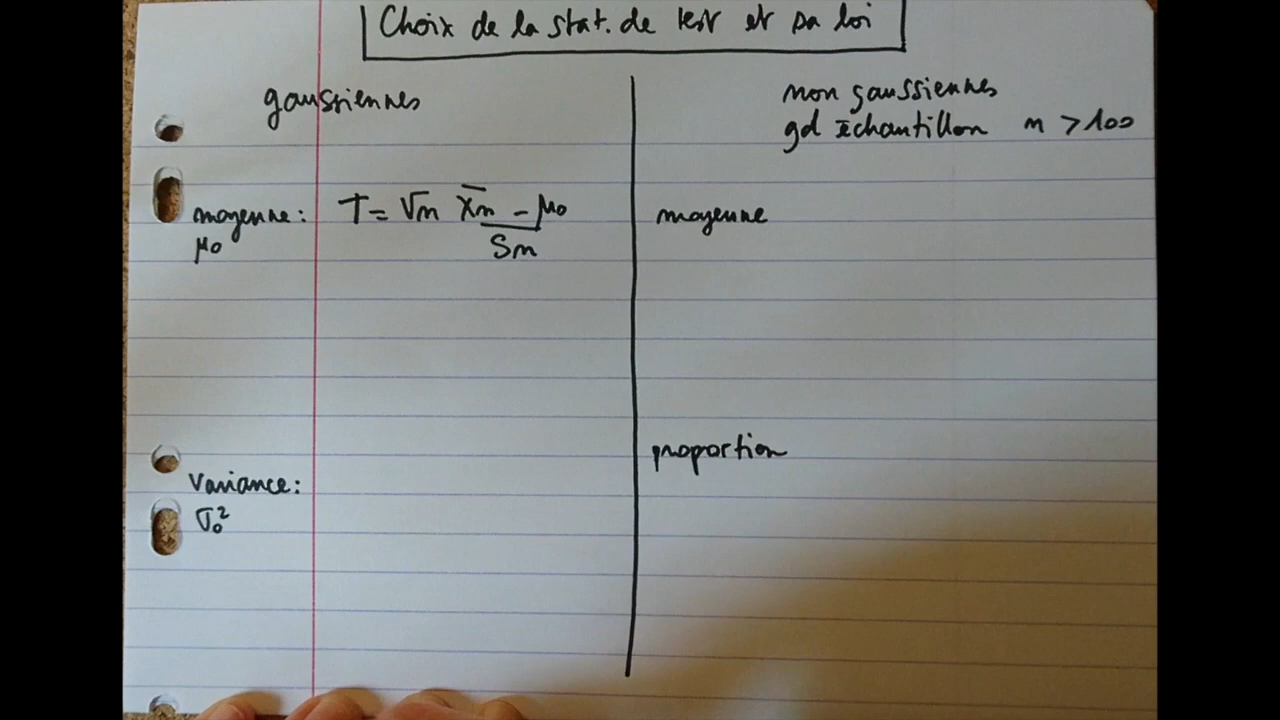 Choix de la stat. de test et sa loi
gaussiennes
moyenne: T = √n X̄n - μ0
μ0 Sn
Variance:
σ0²
non gaussiennes
gd échantillon n > 100
moyenne
proportion